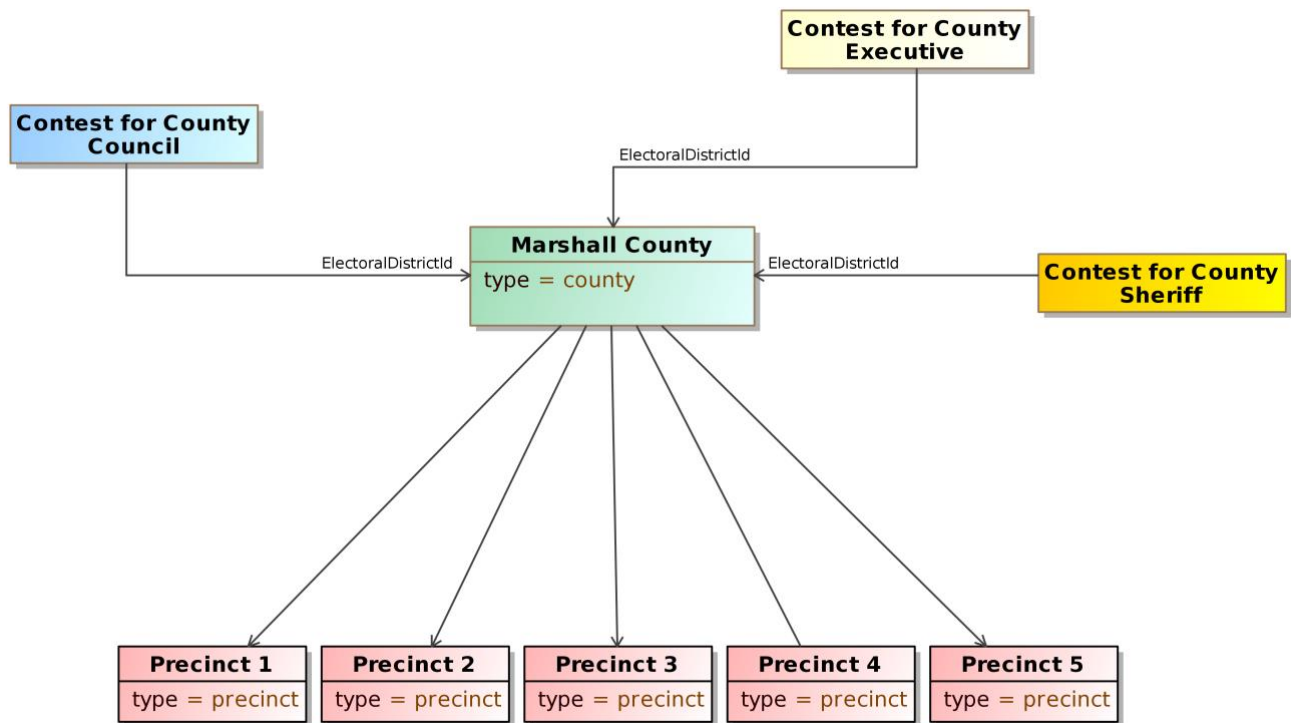 Contest for County
Executive
Contest for County
Council
ElectoralDistrictId
Marshall County
type = county
ElectoralDistrictId
ElectoralDistrictId
Contest for County
Sheriff
Precinct 1
type = precinct
Precinct 2
type = precinct
Precinct 3
type = precinct
Precinct 4
type = precinct
Precinct 5
type = precinct